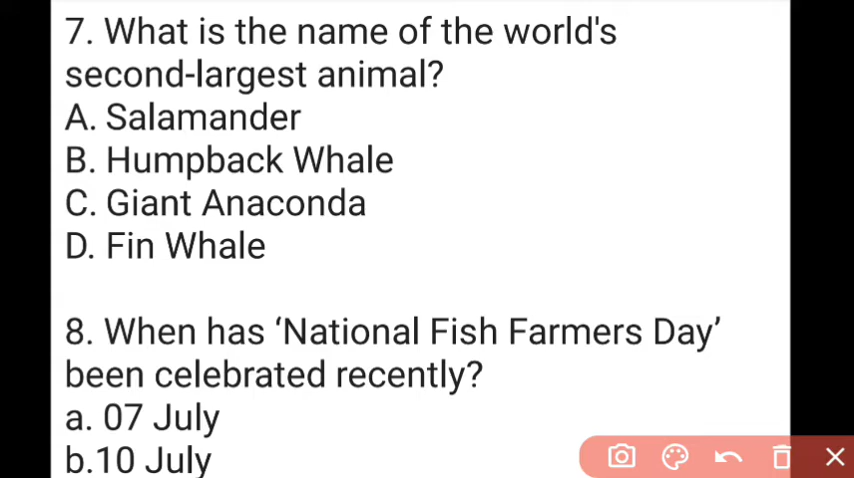 7. What is the name of the world's
second-largest animal?
A. Salamander
B. Humpback Whale
C. Giant Anaconda
D. Fin Whale
8. When has ‘National Fish Farmers Day’
been celebrated recently?
a. 07 July
b.10 July